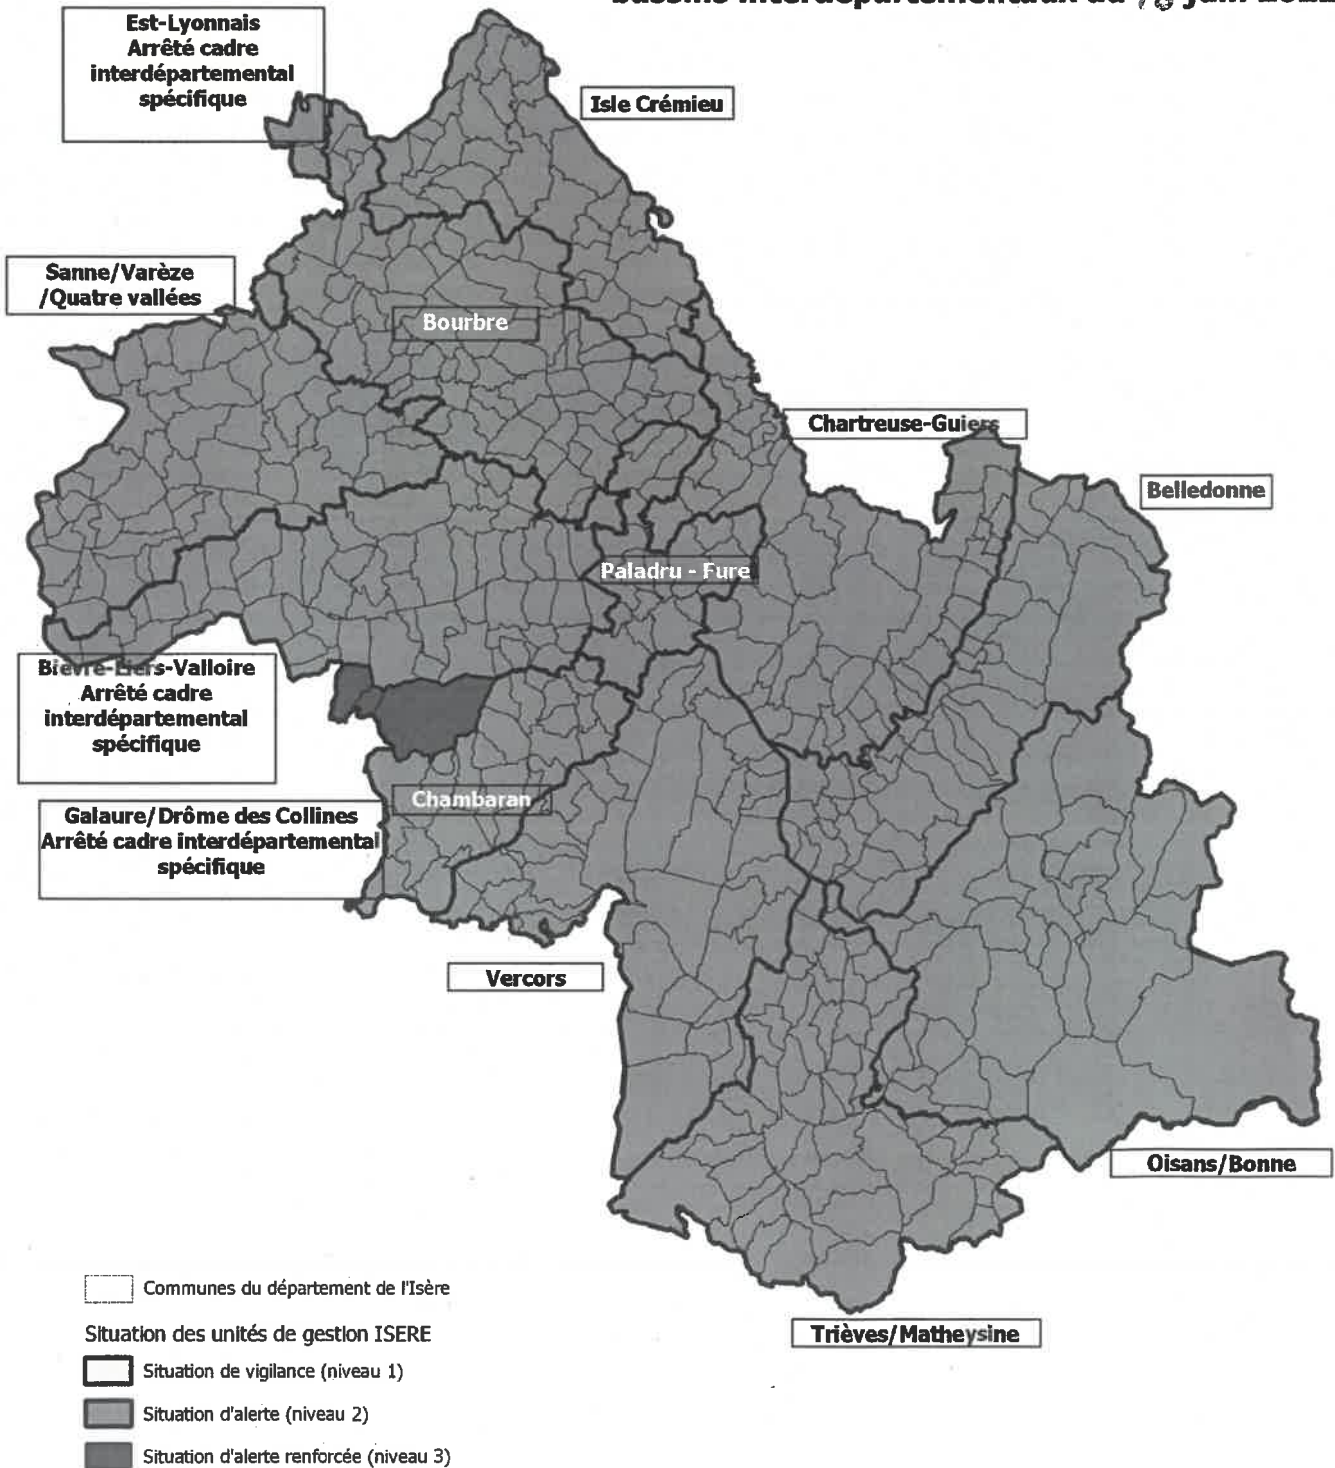 Est-Lyonnais
Arrêté cadre
interdépartemental
spécifique
Isle Crémieu
Sanne/Varèze
/Quatre vallées
Bourbre
Chartreuse-Guiers
Belledonne
Paladru - Fure
Bievre-Liers-Valloire
Arrêté cadre
interdépartemental
spécifique
Chambaran
Galaure/Drôme des Collines
Arrêté cadre interdépartemental
spécifique
Vercors
Oisans/Bonne
Trièves/Matheysine
Communes du département de l'Isère
Situation des unités de gestion ISERE
Situation de vigilance (niveau 1)
Situation d'alerte (niveau 2)
Situation d'alerte renforcée (niveau 3)